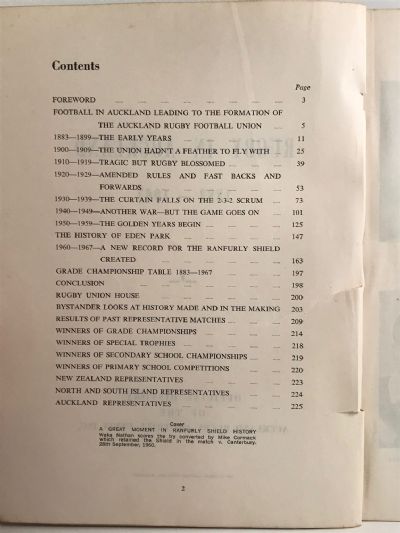 Contents
Page
FOREWORD 3
FOOTBALL IN AUCKLAND LEADING TO THE FORMATION OF
THE AUCKLAND RUGBY FOOTBALL UNION 5
1883—1899—THE EARLY YEARS 11
1900—1909—THE UNION HADN'T A FEATHER TO FLY WITH 25
1910—1919—TRAGIC BUT RUGBY BLOSSOMED 39
1920—1929—AMENDED RULES AND FAST BACKS AND
FORWARDS 53
1930—1939—THE CURTAIN FALLS ON THE 2-3-2 SCRUM 73
1940—1949—ANOTHER WAR—BUT THE GAME GOES ON 101
1950—1959—THE GOLDEN YEARS BEGIN 125
THE HISTORY OF EDEN PARK 147
1960—1967—A NEW RECORD FOR THE RANFURLY SHIELD
CREATED 163
GRADE CHAMPIONSHIP TABLE 1883—1967 197
CONCLUSION 198
RUGBY UNION HOUSE 200
BYSTANDER LOOKS AT HISTORY MADE AND IN THE MAKING 203
RESULTS OF PAST REPRESENTATIVE MATCHES 209
WINNERS OF GRADE CHAMPIONSHIPS 214
WINNERS OF SPECIAL TROPHIES 218
WINNERS OF SECONDARY SCHOOL CHAMPIONSHIPS 219
WINNERS OF PRIMARY SCHOOL COMPETITIONS 220
NEW ZEALAND REPRESENTATIVES 223
NORTH AND SOUTH ISLAND REPRESENTATIVES 224
AUCKLAND REPRESENTATIVES 225
Cover
A GREAT MOMENT IN RANFURLY SHIELD HISTORY
Waka Nathan scores the try converted by Mike Cormack
which retained the Shield in the match v. Canterbury,
28th September, 1960.
2